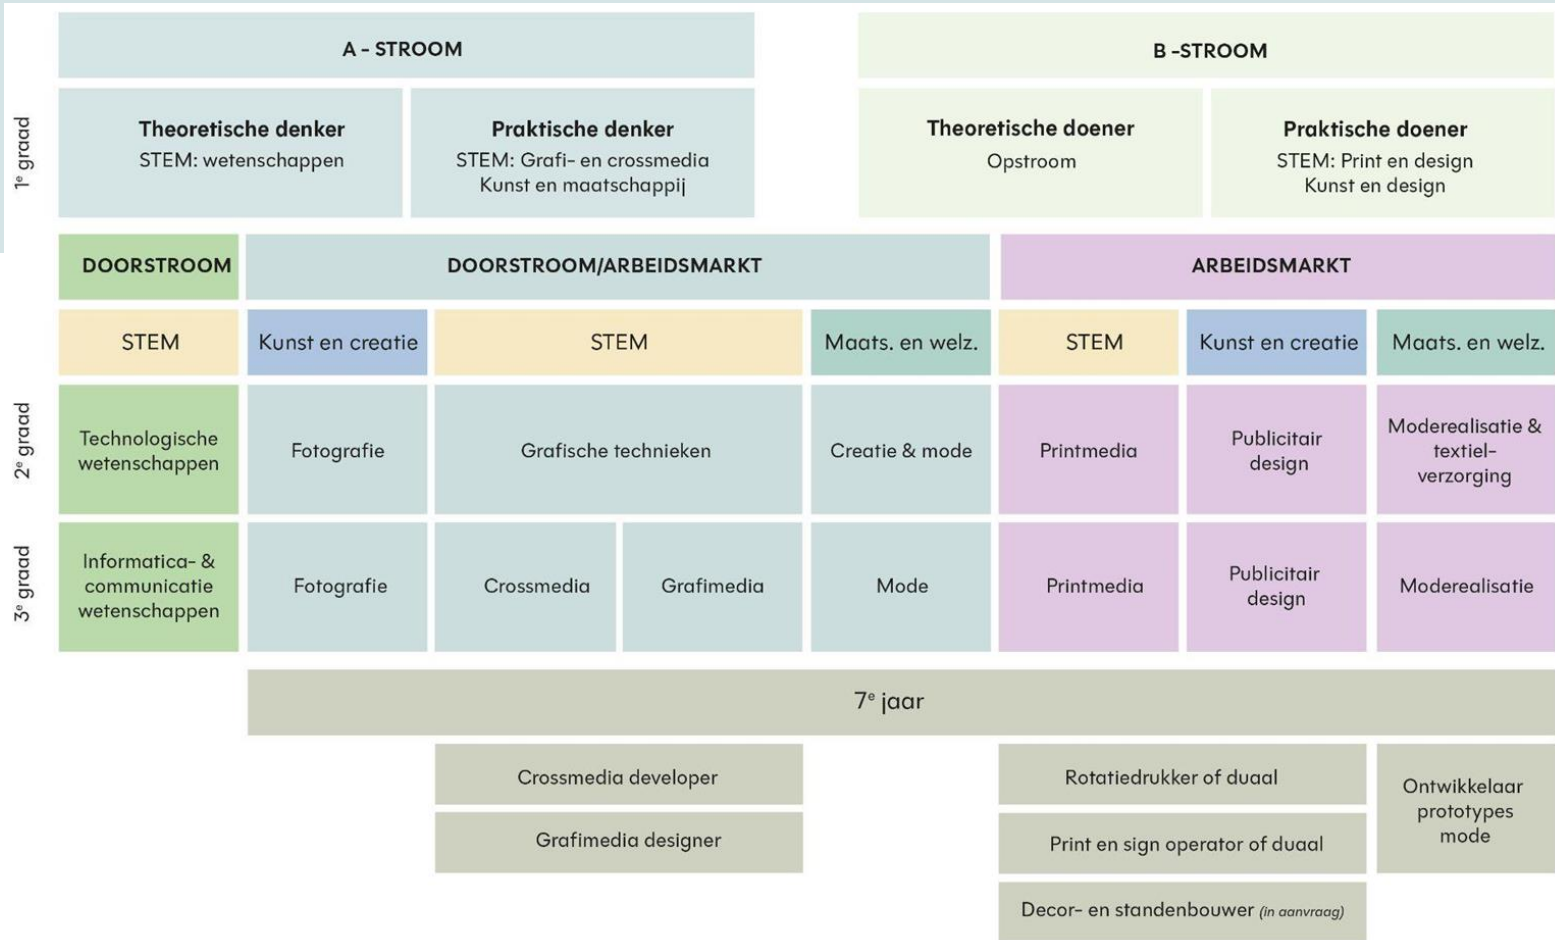 A - STROOM
B -STROOM
1e graad
Theoretische denker
STEM: wetenschappen
Praktische denker
STEM: Grafi- en crossmedia
Kunst en maatschappij
Theoretische doener
Opstroom
Praktische doener
STEM: Print en design
Kunst en design
DOORSTROOM
DOORSTROOM/ARBEIDSMARKT
ARBEIDSMARKT
STEM
Kunst en creatie
STEM
Maats. en welz.
STEM
Kunst en creatie
Maats. en welz.
2e graad
Technologische
wetenschappen
Fotografie
Grafische technieken
Creatie & mode
Printmedia
Publicitair
design
Moderealisatie &
textiel-
verzorging
3e graad
Informatica- &
communicatie
wetenschappen
Fotografie
Crossmedia
Grafimedia
Mode
Printmedia
Publicitair
design
Moderealisatie
7e jaar
Crossmedia developer
Grafimedia designer
Rotatiedrukker of duaal
Print en sign operator of duaal
Decor- en standenbouwer (in aanvraag)
Ontwikkelaar
prototypes
mode